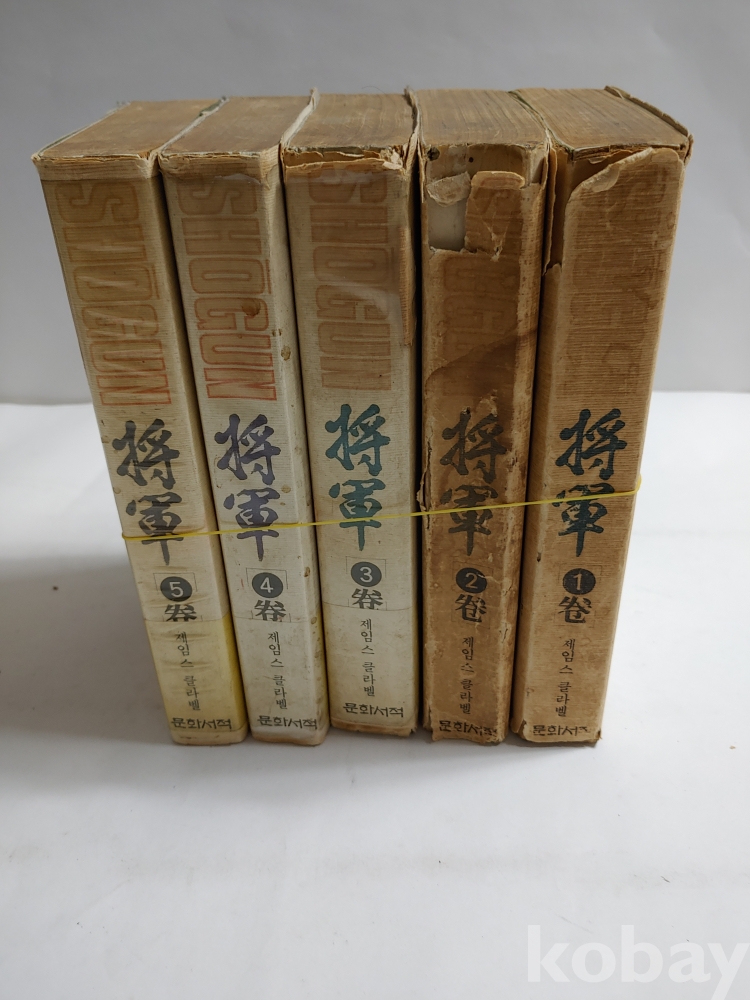 SHOGUN
將軍
5
卷
제임스 클라벨
문화서적
SHOGUN
將軍
4
卷
제임스 클라벨
문화서적
SHOGUN
將軍
3
卷
제임스 클라벨
문화서적
將軍
2
卷
제임스 클라벨
문화서적
將軍
1
卷
제임스 클라벨
문화서
kobay